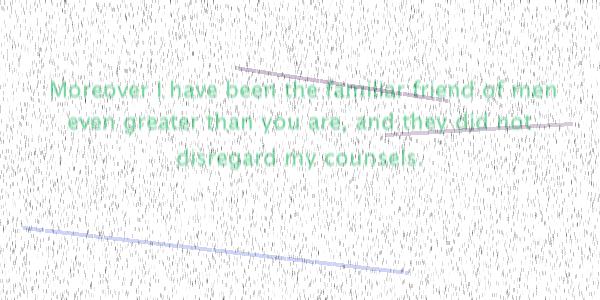 Moreover I have been the familiar friend of men
even greater than you are, and they did not
disregard my counsels.